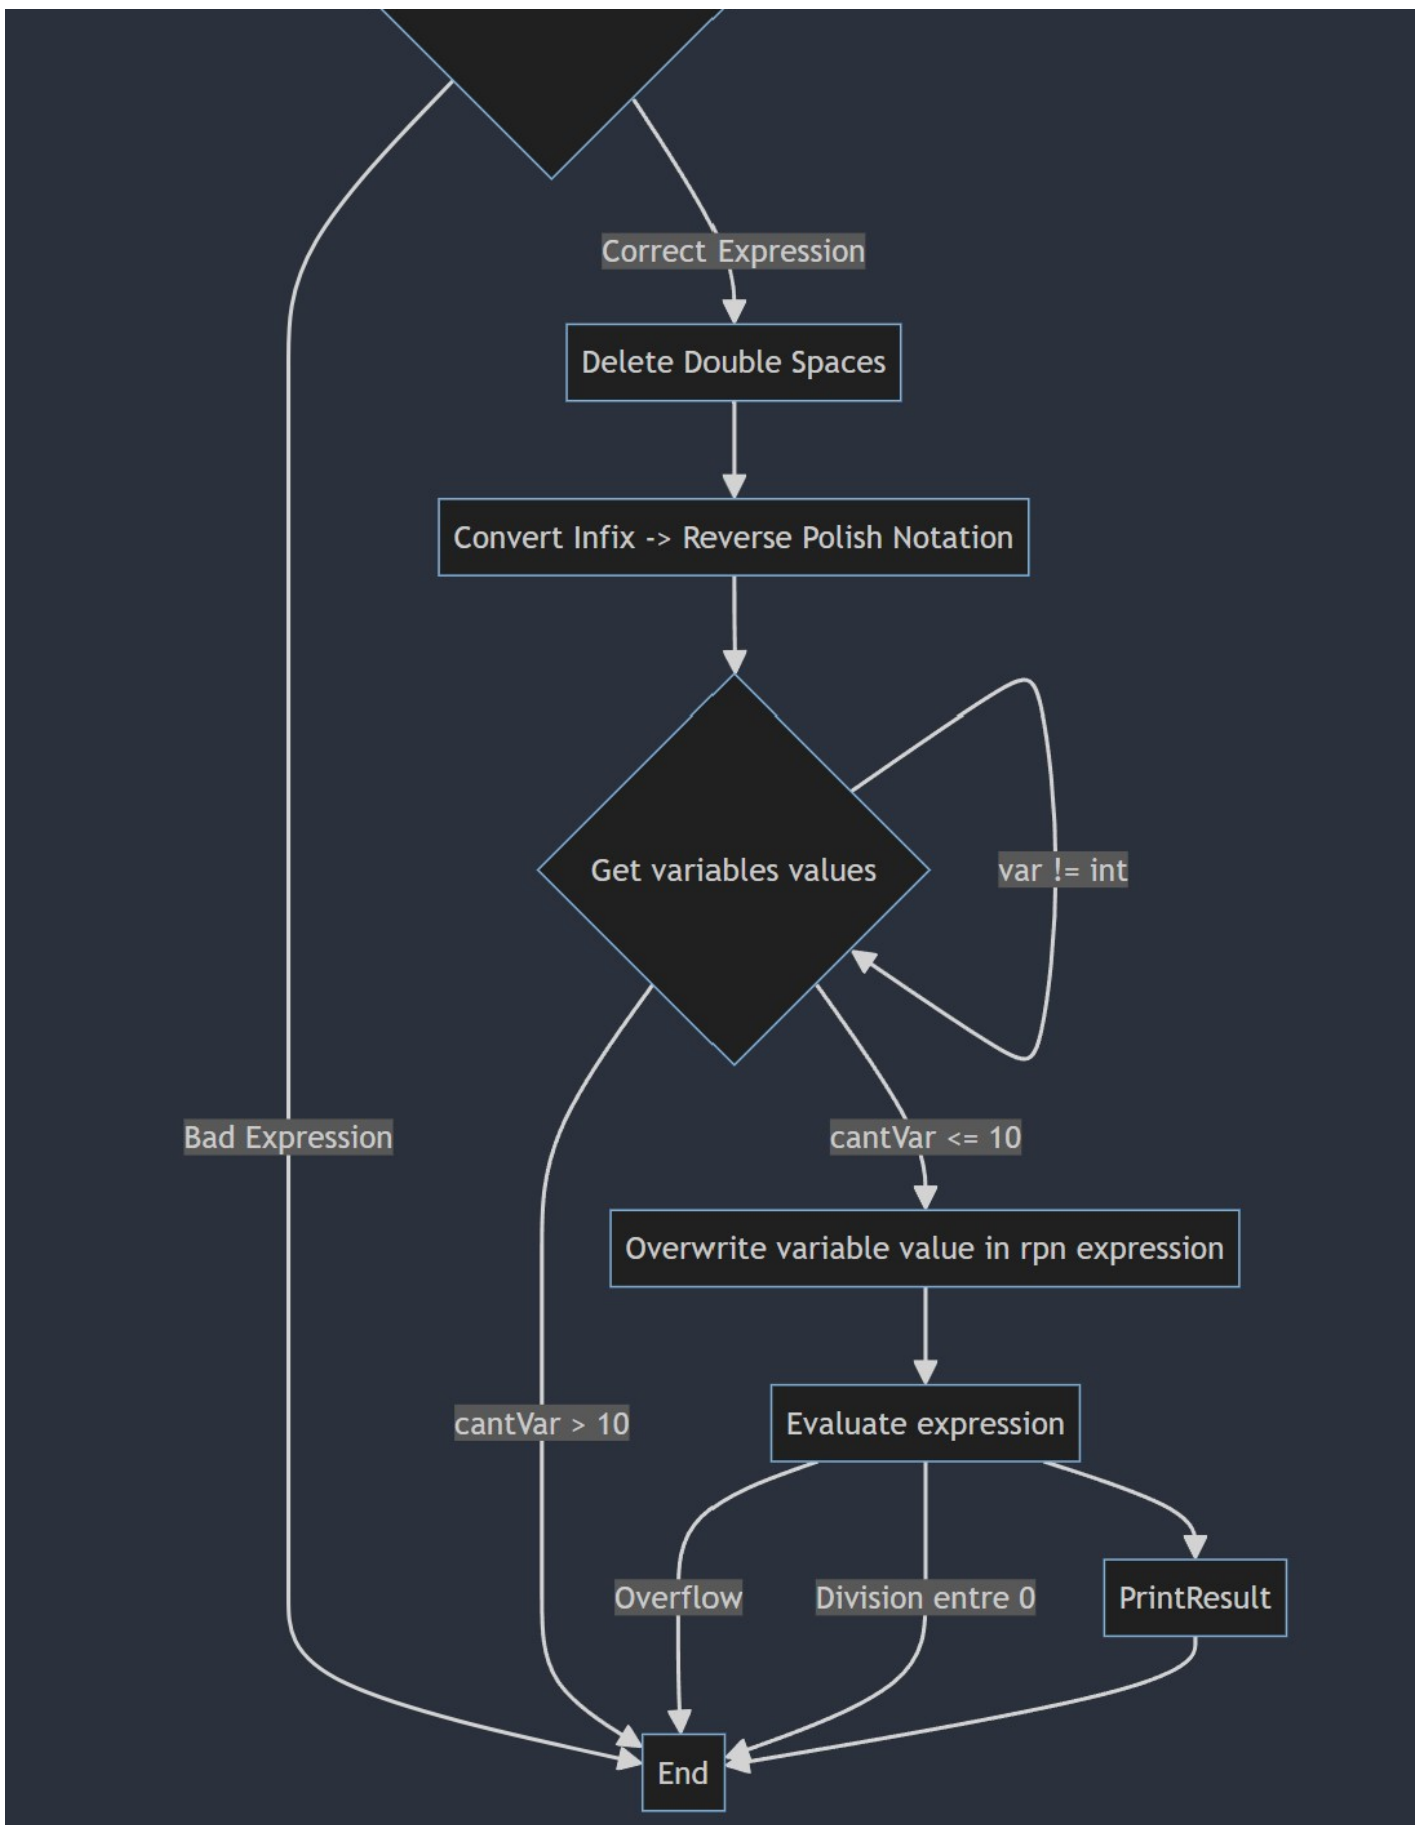 Correct Expression
Delete Double Spaces
Convert Infix -> Reverse Polish Notation
Get variables values
var != int
Bad Expression
cantVar <= 10
Overwrite variable value in rpn expression
cantVar > 10
Evaluate expression
Overflow
Division entre 0
PrintResult
End